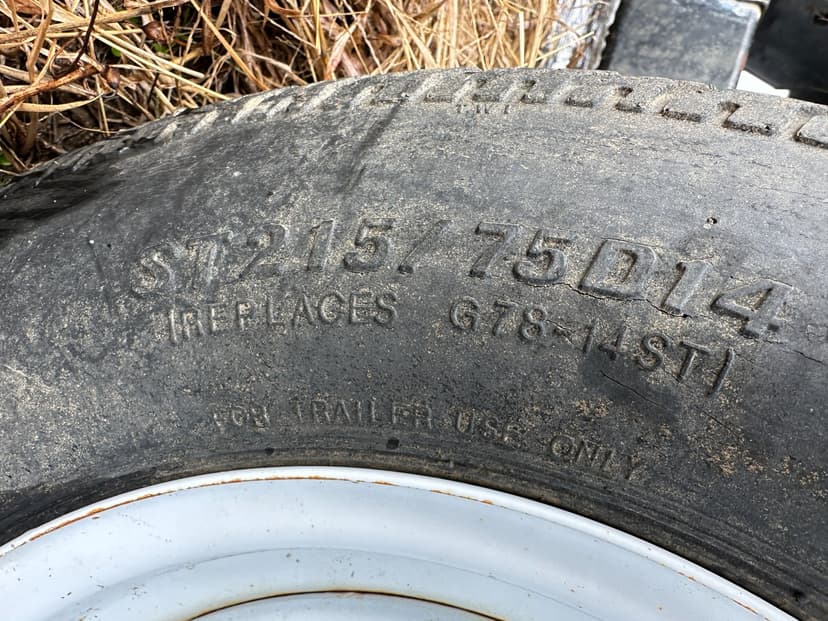 ST215/75D14
(REPLACES G78-14ST)
FOR TRAILER USE ONLY